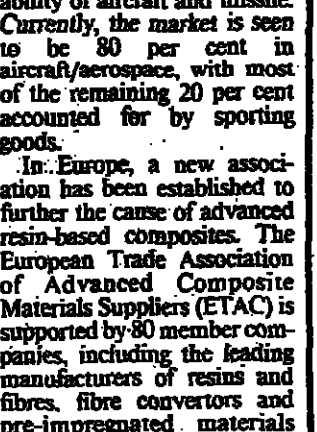 ability of aircraft and missile.
Currently, the market is seen
to be 80 per cent in
aircraft/aerospace, with most
of the remaining 20 per cent
accounted for by sporting
goods.
In Europe, a new associ-
ation has been established to
further the cause of advanced
resin-based composites. The
European Trade Association
of Advanced Composite
Materials Suppliers (ETAC) is
supported by 80 member com-
panies, including the leading
manufacturers of resins and
fibres, fibre convertors and
pre-impregnated materials